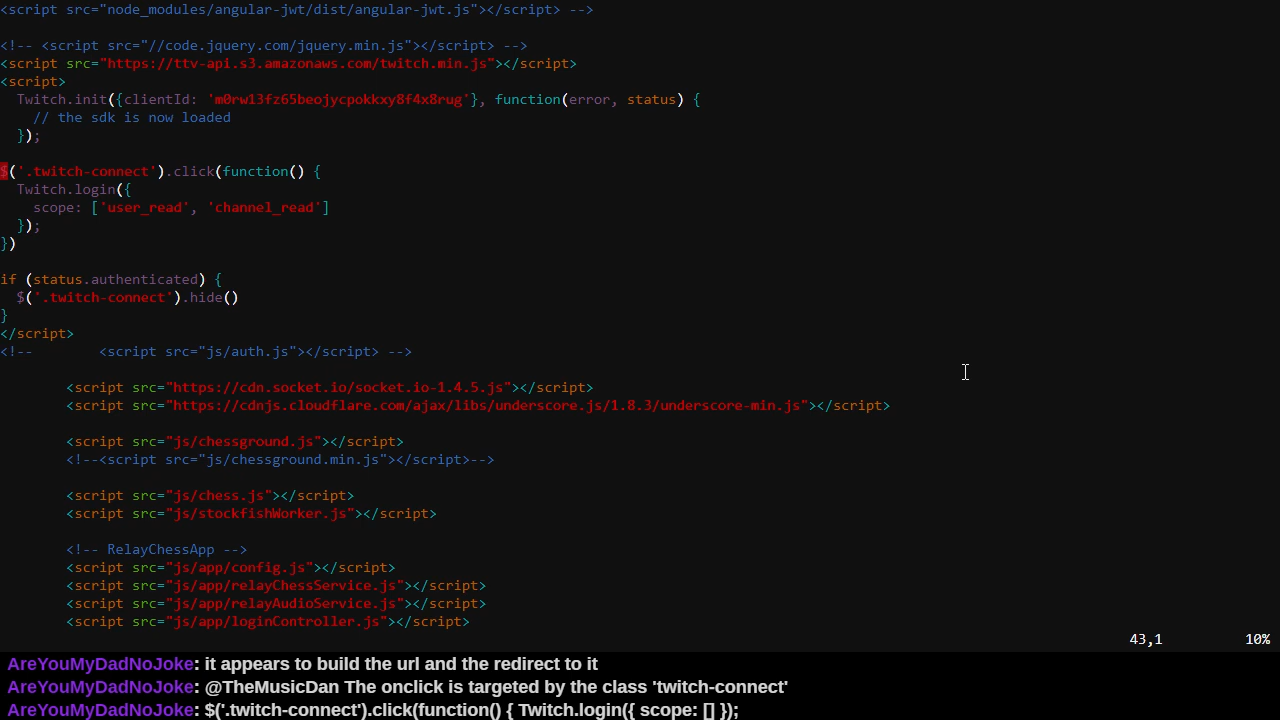 <script src="node_modules/angular-jwt/dist/angular-jwt.js"></script> -->
<!-- <script src="//code.jquery.com/jquery.min.js"></script> -->
<script src="https://ttv-api.s3.amazonaws.com/twitch.min.js"></script>
<script>
Twitch.init({clientId: 'm0rw13fz65beojycpokkxy8f4x8rug'}, function(error, status) {
// the sdk is now loaded
});
$('.twitch-connect').click(function() {
Twitch.login({
scope: ['user_read', 'channel_read']
});
})
if (status.authenticated) {
$('.twitch-connect').hide()
}
</script>
<!-- <script src="js/auth.js"></script> -->
<script src="https://cdn.socket.io/socket.io-1.4.5.js"></script>
<script src="https://cdnjs.cloudflare.com/ajax/libs/underscore.js/1.8.3/underscore-min.js"></script>
<script src="js/chessground.js"></script>
<!--<script src="js/chessground.min.js"></script>-->
<script src="js/chess.js"></script>
<script src="js/stockfishWorker.js"></script>
<!-- RelayChessApp -->
<script src="js/app/config.js"></script>
<script src="js/app/relayChessService.js"></script>
<script src="js/app/relayAudioService.js"></script>
<script src="js/app/loginController.js"></script>
43,1 10%
AreYouMyDadNoJoke: it appears to build the url and the redirect to it
AreYouMyDadNoJoke: @TheMusicDan The onclick is targeted by the class 'twitch-connect'
AreYouMyDadNoJoke: $('.twitch-connect').click(function() { Twitch.login({ scope: [] });